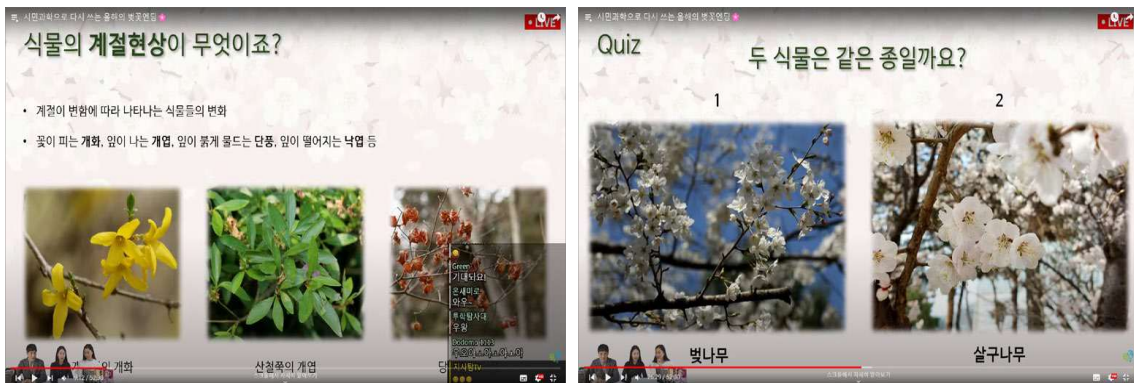 시민과학으로 다시 쓰는 올해의 벚꽃엔딩🌸
LIVE
식물의 계절현상이 무엇이죠?
• 계절이 변함에 따라 나타나는 식물들의 변화
• 꽃이 피는 개화, 잎이 나는 개엽, 잎이 붉게 물드는 단풍, 잎이 떨어지는 낙엽 등
의 개화
산철쭉의 개엽
Green
기대되요!
은새미로
와우~
투학탐사대
우왕
지사탐TV
시민과학으로 다시 쓰는 올해의 벚꽃엔딩🌸
LIVE
Quiz
두 식물은 같은 종일까요?
1
2
벚나무
살구나무